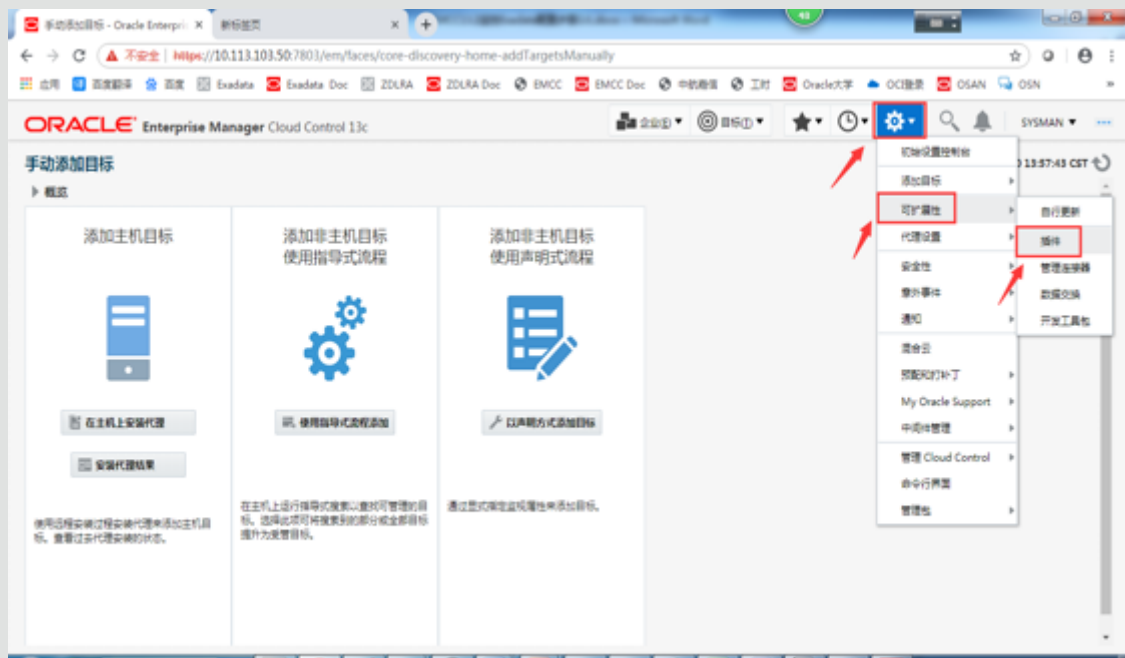 手动添加目标 - Oracle Enterpri
新标签页
不安全 | https://10.113.103.50:7803/em/faces/core-discovery-home-addTargetsManually
应用 百度翻译 百度 Exadata Exadata Doc ZDLRA ZDLRA Doc EMCC EMCC Doc 工时 Oracle大学 OCI登录 OSAN OSN
ORACLE Enterprise Manager Cloud Control 13c
企业(E) 目标(T) SYSMAN
手动添加目标
13:57:43 CST
概览
添加主机目标
在主机上安装代理
安装代理结果
使用远程安装过程安装代理来添加主机目
标。查看过去代理安装的状态。
添加非主机目标
使用指导式流程
使用指导式流程添加
在主机上运行指导式搜索以查找可管理的目
标。选择此项可将搜索到的部分或全部目标
提升为受管目标。
添加非主机目标
使用声明式流程
以声明方式添加目标
通过显式指定监视属性来添加目标。
初始设置控制台
添加目标
可扩展性
代理设置
安全性
意外事件
通知
混合云
预配和打补丁
My Oracle Support
中间件管理
管理 Cloud Control
命令行界面
管理包
自行更新
插件
管理连接器
数据交换
开发工具包